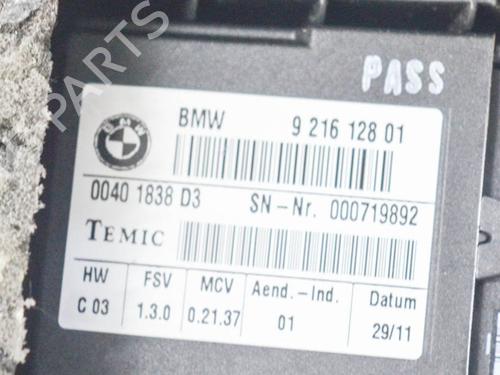 PARTS
PASS
BMW 9 216 128 01
BMW
0040 1838 D3 SN-Nr. 000719892
TEMIC
HW FSV MCV Aend.-Ind. Datum
C 03 1.3.0 0.21.37 01 29/11